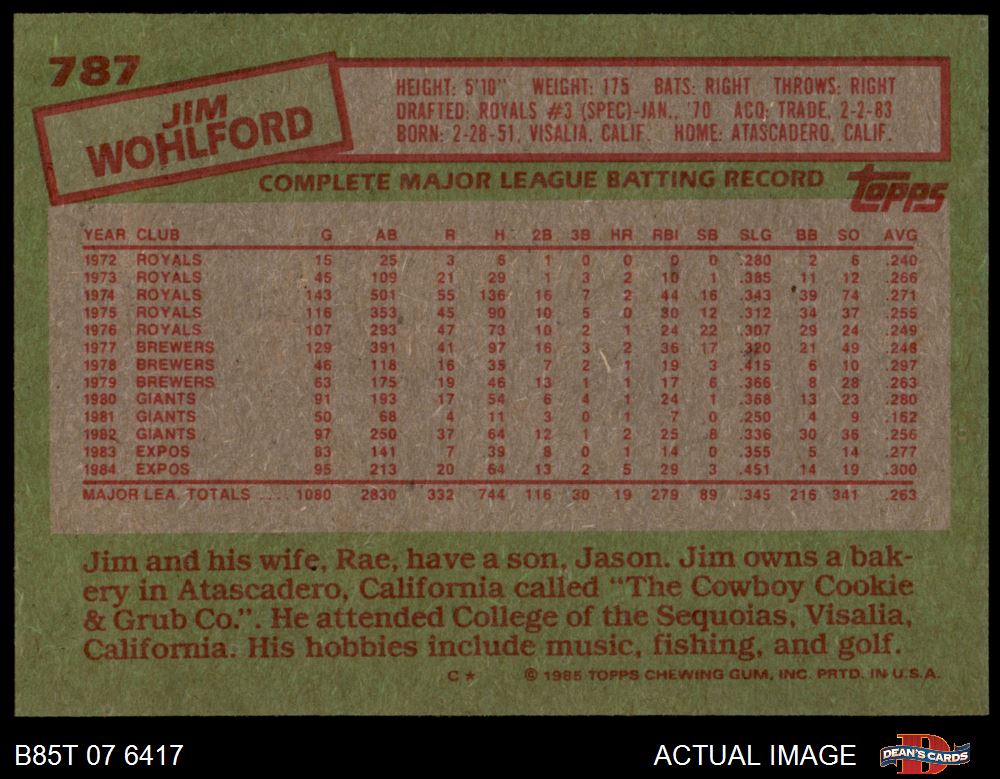 787
JIM
WOHLFORD
HEIGHT: 5'10" WEIGHT: 175 BATS: RIGHT THROWS: RIGHT
DRAFTED: ROYALS #3 (SPEC)-JAN., '70 ACQ: TRADE, 2-2-83
BORN: 2-28-51, VISALIA, CALIF. HOME: ATASCADERO, CALIF.
COMPLETE MAJOR LEAGUE BATTING RECORD
topps
YEAR CLUB G AB R H 2B 3B HR RBI SB SLG BB SO AVG
1972 ROYALS 15 25 3 6 1 0 0 0 0 .280 2 6 .240
1973 ROYALS 45 109 21 29 1 3 2 10 1 .385 11 12 .266
1974 ROYALS 143 501 55 136 16 7 2 44 16 .343 39 74 .271
1975 ROYALS 116 353 45 90 10 5 0 30 12 .312 34 37 .255
1976 ROYALS 107 293 47 73 10 2 1 24 22 .307 29 24 .249
1977 BREWERS 129 391 41 97 16 3 2 36 17 .320 21 49 .248
1978 BREWERS 46 118 16 35 7 2 1 19 3 .415 6 10 .297
1979 BREWERS 63 175 19 46 13 1 1 17 6 .366 8 28 .263
1980 GIANTS 91 193 17 54 6 4 1 24 1 .368 13 23 .280
1981 GIANTS 50 68 4 11 3 0 1 7 0 .250 4 9 .162
1982 GIANTS 97 250 37 64 12 1 2 25 8 .336 30 36 .256
1983 EXPOS 83 141 7 39 8 0 1 14 0 .355 5 14 .277
1984 EXPOS 95 213 20 64 13 2 5 29 3 .451 14 19 .300
MAJOR LEA. TOTALS ..... 1080 2830 332 744 116 30 19 279 89 .345 216 341 .263
Jim and his wife, Rae, have a son, Jason. Jim owns a bak-
ery in Atascadero, California called "The Cowboy Cookie
& Grub Co.". He attended College of the Sequoias, Visalia,
California. His hobbies include music, fishing, and golf.
C* © 1985 TOPPS CHEWING GUM, INC. PRTD. IN U.S.A.
B85T 07 6417 ACTUAL IMAGE
DEAN'S CARDS